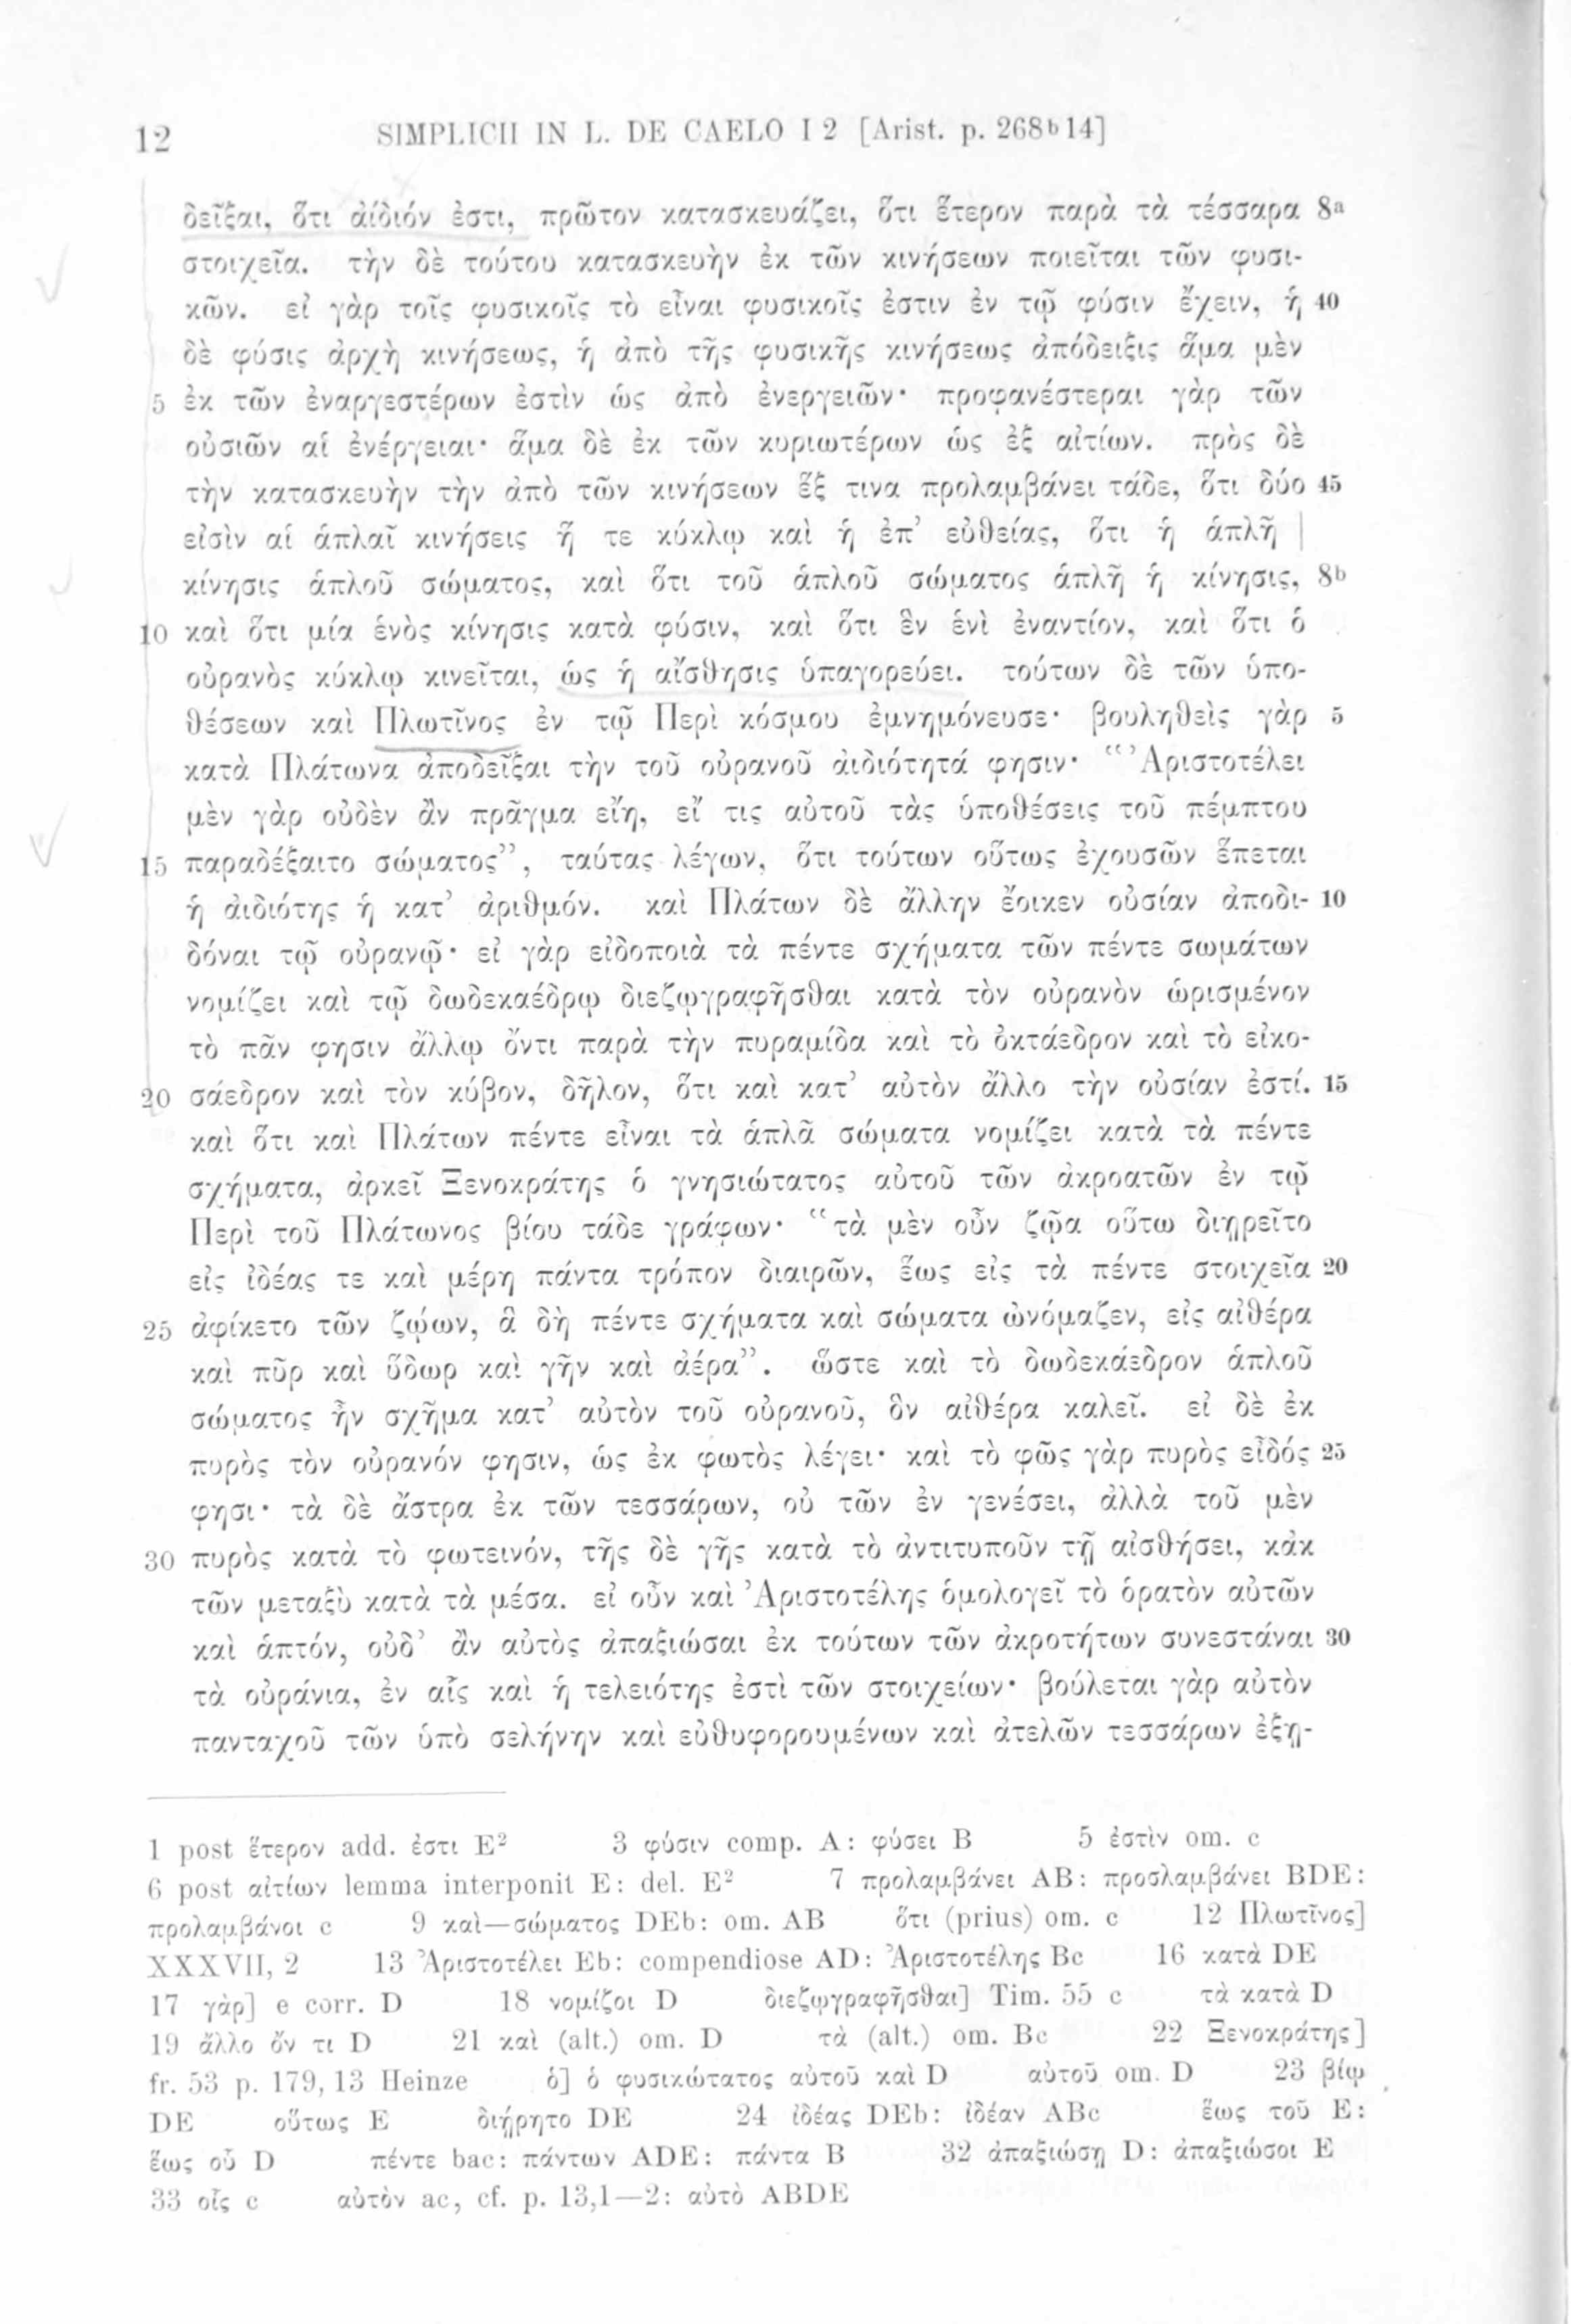 12 SIMPLICII IN L. DE CAELO I 2 [Arist. p. 268b14]
δεῖξαι, ὅτι ἀίδιόν ἐστι, πρῶτον κατασκευάζει, ὅτι ἕτερον παρὰ τὰ τέσσαρα 8a
στοιχεῖα. τὴν δὲ τούτου κατασκευὴν ἐκ τῶν κινήσεων ποιεῖται τῶν φυσι-
κῶν. εἰ γὰρ τοῖς φυσικοῖς τὸ εἶναι φυσικοῖς ἐστιν ἐν τῷ φύσιν ἔχειν, ἡ 40
δὲ φύσις ἀρχὴ κινήσεως, ἡ ἀπὸ τῆς φυσικῆς κινήσεως ἀπόδειξις ἅμα μὲν
5 ἐκ τῶν ἐναργεστέρων ἐστὶν ὡς ἀπὸ ἐνεργειῶν· προφανέστεραι γὰρ τῶν
οὐσιῶν αἱ ἐνέργειαι· ἅμα δὲ ἐκ τῶν κυριωτέρων ὡς ἐξ αἰτίων. πρὸς δὲ
τὴν κατασκευὴν τὴν ἀπὸ τῶν κινήσεων ἕξ τινα προλαμβάνει τάδε, ὅτι δύο 45
εἰσὶν αἱ ἁπλαῖ κινήσεις ἥ τε κύκλῳ καὶ ἡ ἐπ’ εὐθείας, ὅτι ἡ ἁπλῆ |
κίνησις ἁπλοῦ σώματος, καὶ ὅτι τοῦ ἁπλοῦ σώματος ἁπλῆ ἡ κίνησις, 8b
10 καὶ ὅτι μία ἑνὸς κίνησις κατὰ φύσιν, καὶ ὅτι ἓν ἑνὶ ἐναντίον, καὶ ὅτι ὁ
οὐρανὸς κύκλῳ κινεῖται, ὡς ἡ αἴσθησις ὑπαγορεύει. τούτων δὲ τῶν ὑπο-
θέσεων καὶ Πλωτῖνος ἐν τῷ Περὶ κόσμου ἐμνημόνευσε· βουληθεὶς γὰρ 5
κατὰ Πλάτωνα ἀποδεῖξαι τὴν τοῦ οὐρανοῦ ἀιδιότητά φησιν· “Ἀριστοτέλει
μὲν γὰρ οὐδὲν ἂν πρᾶγμα εἴη, εἴ τις αὐτοῦ τὰς ὑποθέσεις τοῦ πέμπτου
15 παραδέξαιτο σώματος”, ταύτας λέγων, ὅτι τούτων οὕτως ἐχουσῶν ἕπεται
ἡ ἀιδιότης ἡ κατ’ ἀριθμόν. καὶ Πλάτων δὲ ἄλλην ἔοικεν οὐσίαν ἀποδι- 10
δόναι τῷ οὐρανῷ· εἰ γὰρ εἰδοποιὰ τὰ πέντε σχήματα τῶν πέντε σωμάτων
νομίζει καὶ τῷ δωδεκαέδρῳ διεζωγραφῆσθαι κατὰ τὸν οὐρανὸν ὡρισμένον
τὸ πᾶν φησιν ἄλλῳ ὄντι παρὰ τὴν πυραμίδα καὶ τὸ ὀκτάεδρον καὶ τὸ εἰκο-
20 σάεδρον καὶ τὸν κύβον, δῆλον, ὅτι καὶ κατ’ αὐτὸν ἄλλο τὴν οὐσίαν ἐστί. 15
καὶ ὅτι καὶ Πλάτων πέντε εἶναι τὰ ἁπλᾶ σώματα νομίζει κατὰ τὰ πέντε
σχήματα, ἀρκεῖ Ξενοκράτης ὁ γνησιώτατος αὐτοῦ τῶν ἀκροατῶν ἐν τῷ
Περὶ τοῦ Πλάτωνος βίου τάδε γράφων· “τὰ μὲν οὖν ζῷα οὕτω διῃρεῖτο
εἰς ἰδέας τε καὶ μέρη πάντα τρόπον διαιρῶν, ἕως εἰς τὰ πέντε στοιχεῖα 20
25 ἀφίκετο τῶν ζῴων, ἃ δὴ πέντε σχήματα καὶ σώματα ὠνόμαζεν, εἰς αἰθέρα
καὶ πῦρ καὶ ὕδωρ καὶ γῆν καὶ ἀέρα”. ὥστε καὶ τὸ δωδεκάεδρον ἁπλοῦ
σώματος ἦν σχῆμα κατ’ αὐτὸν τοῦ οὐρανοῦ, ὃν αἰθέρα καλεῖ. εἰ δὲ ἐκ
πυρὸς τὸν οὐρανόν φησιν, ὡς ἐκ φωτὸς λέγει· καὶ τὸ φῶς γὰρ πυρὸς εἶδός 25
φησι· τὰ δὲ ἄστρα ἐκ τῶν τεσσάρων, οὐ τῶν ἐν γενέσει, ἀλλὰ τοῦ μὲν
30 πυρὸς κατὰ τὸ φωτεινόν, τῆς δὲ γῆς κατὰ τὸ ἀντιτυποῦν τῇ αἰσθήσει, κἀκ
τῶν μεταξὺ κατὰ τὰ μέσα. εἰ οὖν καὶ Ἀριστοτέλης ὁμολογεῖ τὸ ὁρατὸν αὐτῶν
καὶ ἁπτόν, οὐδ’ ἂν αὐτὸς ἀπαξιώσαι ἐκ τούτων τῶν ἀκροτήτων συνεστάναι 30
τὰ οὐράνια, ἐν αἷς καὶ ἡ τελειότης ἐστὶ τῶν στοιχείων· βούλεται γὰρ αὐτὸν
πανταχοῦ τῶν ὑπὸ σελήνην καὶ εὐθυφορουμένων καὶ ἀτελῶν τεσσάρων ἐξῃ-
1 post ἕτερον add. ἐστι E² 3 φύσιν comp. A: φύσει B 5 ἐστὶν om. c
6 post αἰτίων lemma interponit E: del. E² 7 προλαμβάνει AB: προσλαμβάνει BDE:
προλαμβάνοι c 9 καὶ—σώματος DEb: om. AB ὅτι (prius) om. c 12 Πλωτῖνος]
XXXVII, 2 13 Ἀριστοτέλει Eb: compendiose AD: Ἀριστοτέλης Bc 16 κατὰ DE
17 γὰρ] e corr. D 18 νομίζοι D διεζωγραφῆσθαι] Tim. 55 c τὰ κατὰ D
19 ἄλλο ὄν τι D 21 καὶ (alt.) om. D τὰ (alt.) om. Bc 22 Ξενοκράτης]
fr. 53 p. 179, 13 Heinze ὁ] ὁ φυσικώτατος αὐτοῦ καὶ D αὐτοῦ om. D 23 βίῳ
DE οὕτως E διῄρητο DE 24 ἰδέας DEb: ἰδέαν ABc ἕως τοῦ E:
ἕως οὗ D πέντε bac: πάντων ADE: πάντα B 32 ἀπαξιώσῃ D: ἀπαξιώσοι E
33 οἷς c αὐτὸν ac, cf. p. 13,1—2: αὐτὸ ABDE